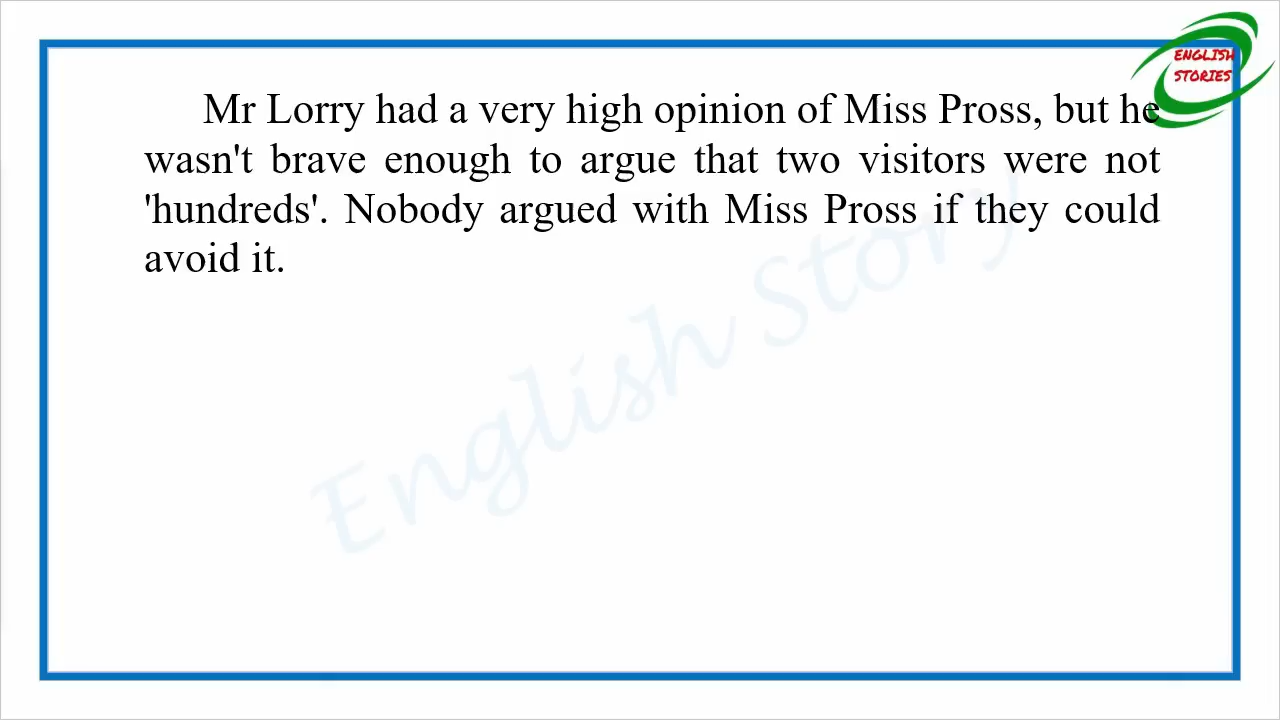 ENGLISH
STORIES
Mr Lorry had a very high opinion of Miss Pross, but he
wasn't brave enough to argue that two visitors were not
'hundreds'. Nobody argued with Miss Pross if they could
avoid it.
English Story